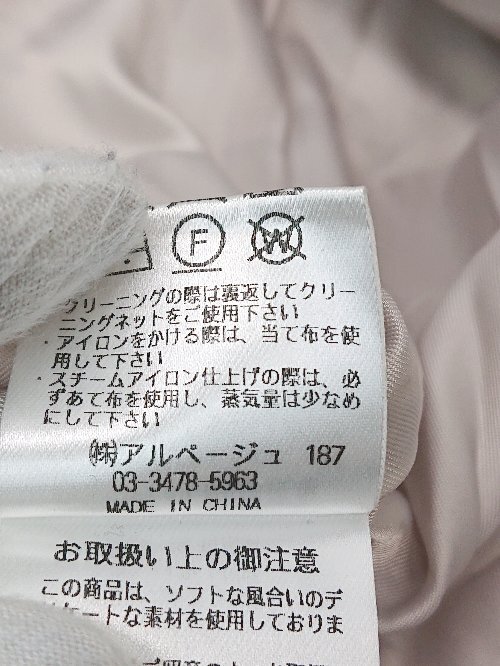 F W
クリーニングの際は裏返してクリー
ニングネットをご使用下さい
・アイロンをかける際は、当て布を使
用して下さい
・スチームアイロン仕上げの際は、必
ずあて布を使用し、蒸気量は少なめ
にして下さい
㈱アルページュ 187
03-3478-5963
MADE IN CHINA
お取扱い上の御注意
この商品は、ソフトな風合いのデ
リケートな素材を使用しておりま